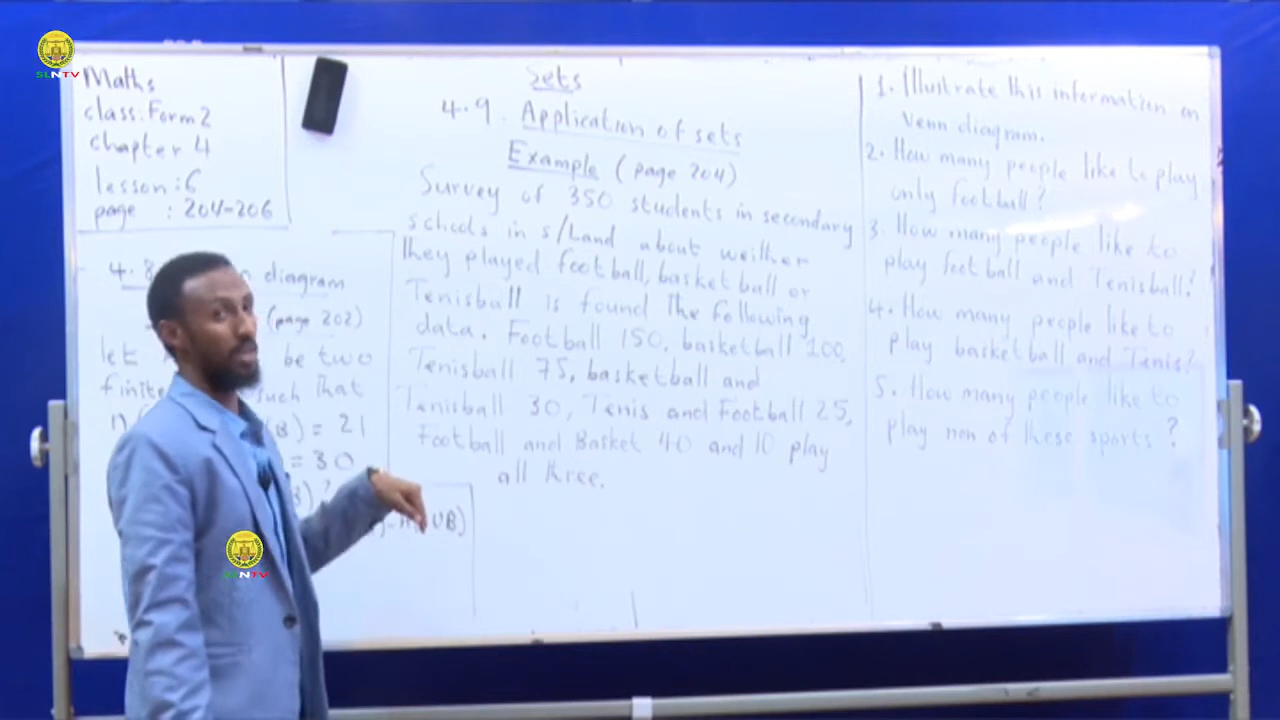 SLNTV
Maths
class: Form 2
chapter 4
lesson: 6
page : 204-206
4.8 diagram
(page 202)
let be two
finite such that
B) = 21
= 30
B)?
UB)
Sets
4.9. Application of sets
Example (page 204)
Survey of 350 students in secondary
schools in s/Land about weither
they played football, basket ball or
Tenisball is found the following
data. Football 150, basketball 100,
Tenisball 75, basketball and
Tenisball 30, Tenis and Football 25,
Football and Basket 40 and 10 play
all three.
1. Illustrate this information on
Venn diagram.
2. How many people like to play
only football?
3. How many people like to
play football and Tenisball?
4. How many people like to
play basketball and Tenis?
5. How many people like to
play non of these sports ?
SLNTV